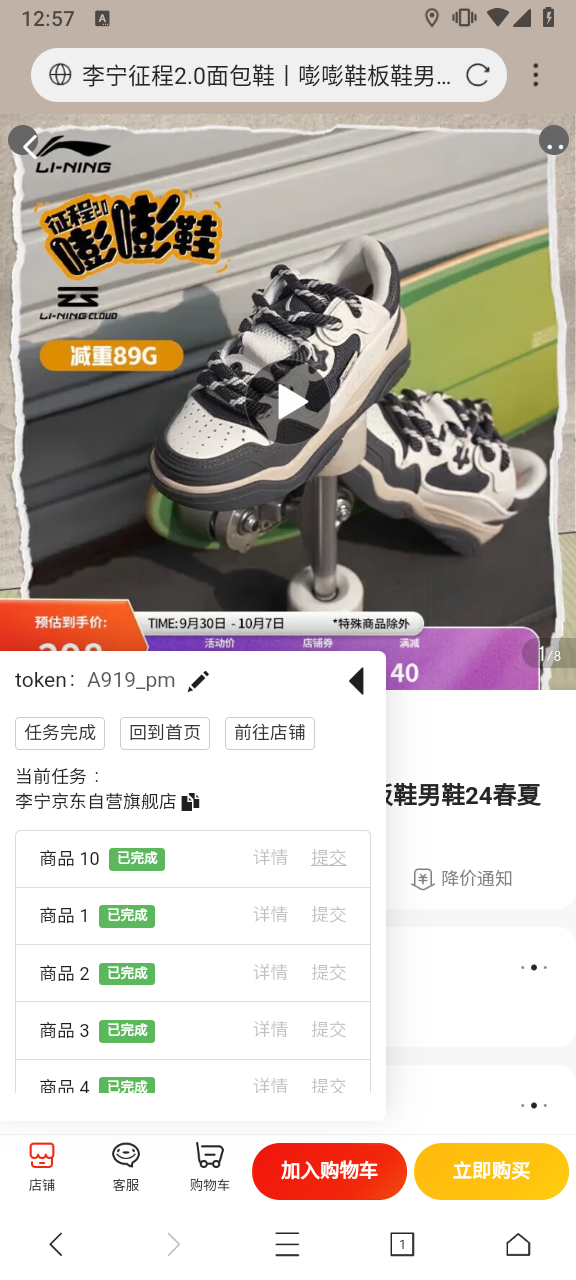 12:57
A
李宁征程2.0面包鞋丨嘭嘭鞋板鞋男...
LI-NING
征程2.0
嘭嘭鞋
LI-NING CLOUD
减重89G
预估到手价:
TIME:9月30日 - 10月7日 *特殊商品除外
活动价 店铺券 满减
40
1/8
token： A919_pm
任务完成 回到首页 前往店铺
当前任务：
李宁京东自营旗舰店
板鞋男鞋24春夏
商品 10 已完成 详情 提交
降价通知
商品 1 已完成 详情 提交
商品 2 已完成 详情 提交
商品 3 已完成 详情 提交
商品 4 已完成 详情 提交
店铺 客服 购物车 加入购物车 立即购买
1